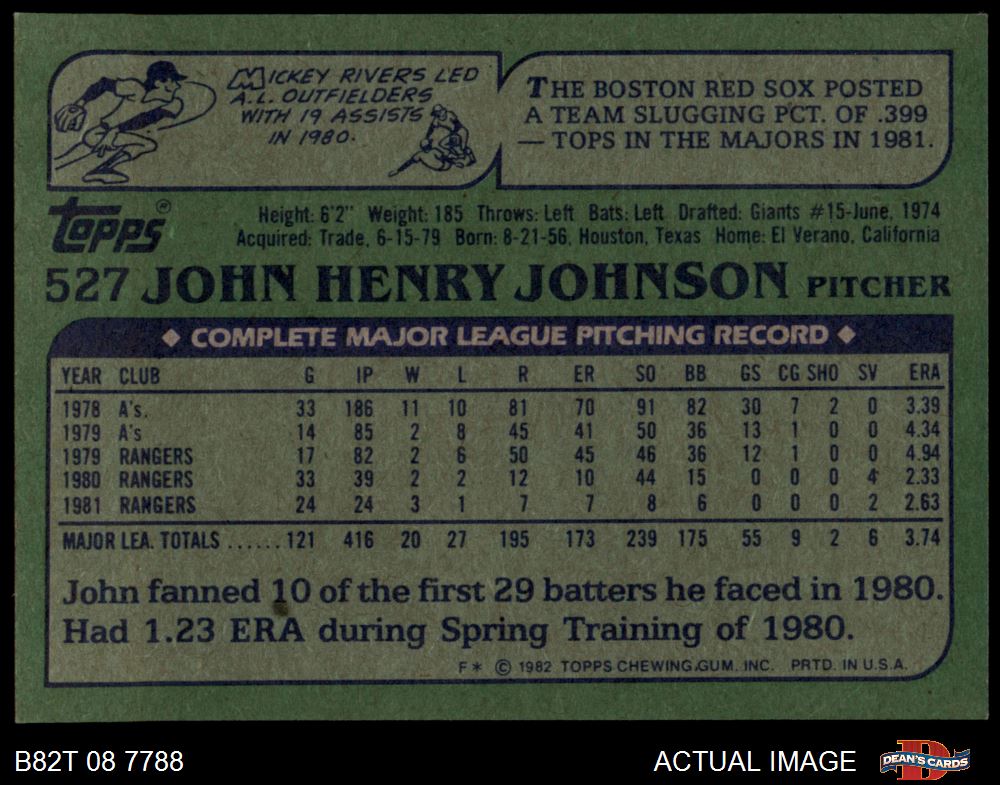 MICKEY RIVERS LED
A.L. OUTFIELDERS
WITH 19 ASSISTS
IN 1980.
THE BOSTON RED SOX POSTED
A TEAM SLUGGING PCT. OF .399
— TOPS IN THE MAJORS IN 1981.
Topps®
Height: 6'2" Weight: 185 Throws: Left Bats: Left Drafted: Giants #15-June, 1974
Acquired: Trade, 6-15-79 Born: 8-21-56, Houston, Texas Home: El Verano, California
527 JOHN HENRY JOHNSON PITCHER
◆ COMPLETE MAJOR LEAGUE PITCHING RECORD ◆
YEAR CLUB G IP W L R ER SO BB GS CG SHO SV ERA
1978 A's. 33 186 11 10 81 70 91 82 30 7 2 0 3.39
1979 A's 14 85 2 8 45 41 50 36 13 1 0 0 4.34
1979 RANGERS 17 82 2 6 50 45 46 36 12 1 0 0 4.94
1980 RANGERS 33 39 2 2 12 10 44 15 0 0 0 4 2.33
1981 RANGERS 24 24 3 1 7 7 8 6 0 0 0 2 2.63
MAJOR LEA. TOTALS ...... 121 416 20 27 195 173 239 175 55 9 2 6 3.74
John fanned 10 of the first 29 batters he faced in 1980.
Had 1.23 ERA during Spring Training of 1980.
F* © 1982 TOPPS CHEWING GUM, INC. PRTD. IN U.S.A.
B82T 08 7788
ACTUAL IMAGE
D
DEAN'S CARDS